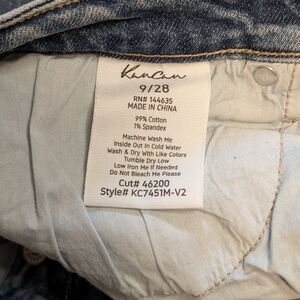 KanCan
9/28
RN# 144635
MADE IN CHINA
99% Cotton
1% Spandex
Machine Wash Me
Inside Out In Cold Water
Wash & Dry With Like Colors
Tumble Dry Low
Low Iron Me If Needed
Do Not Bleach Me Please
Cut# 46200
Style# KC7451M-V2